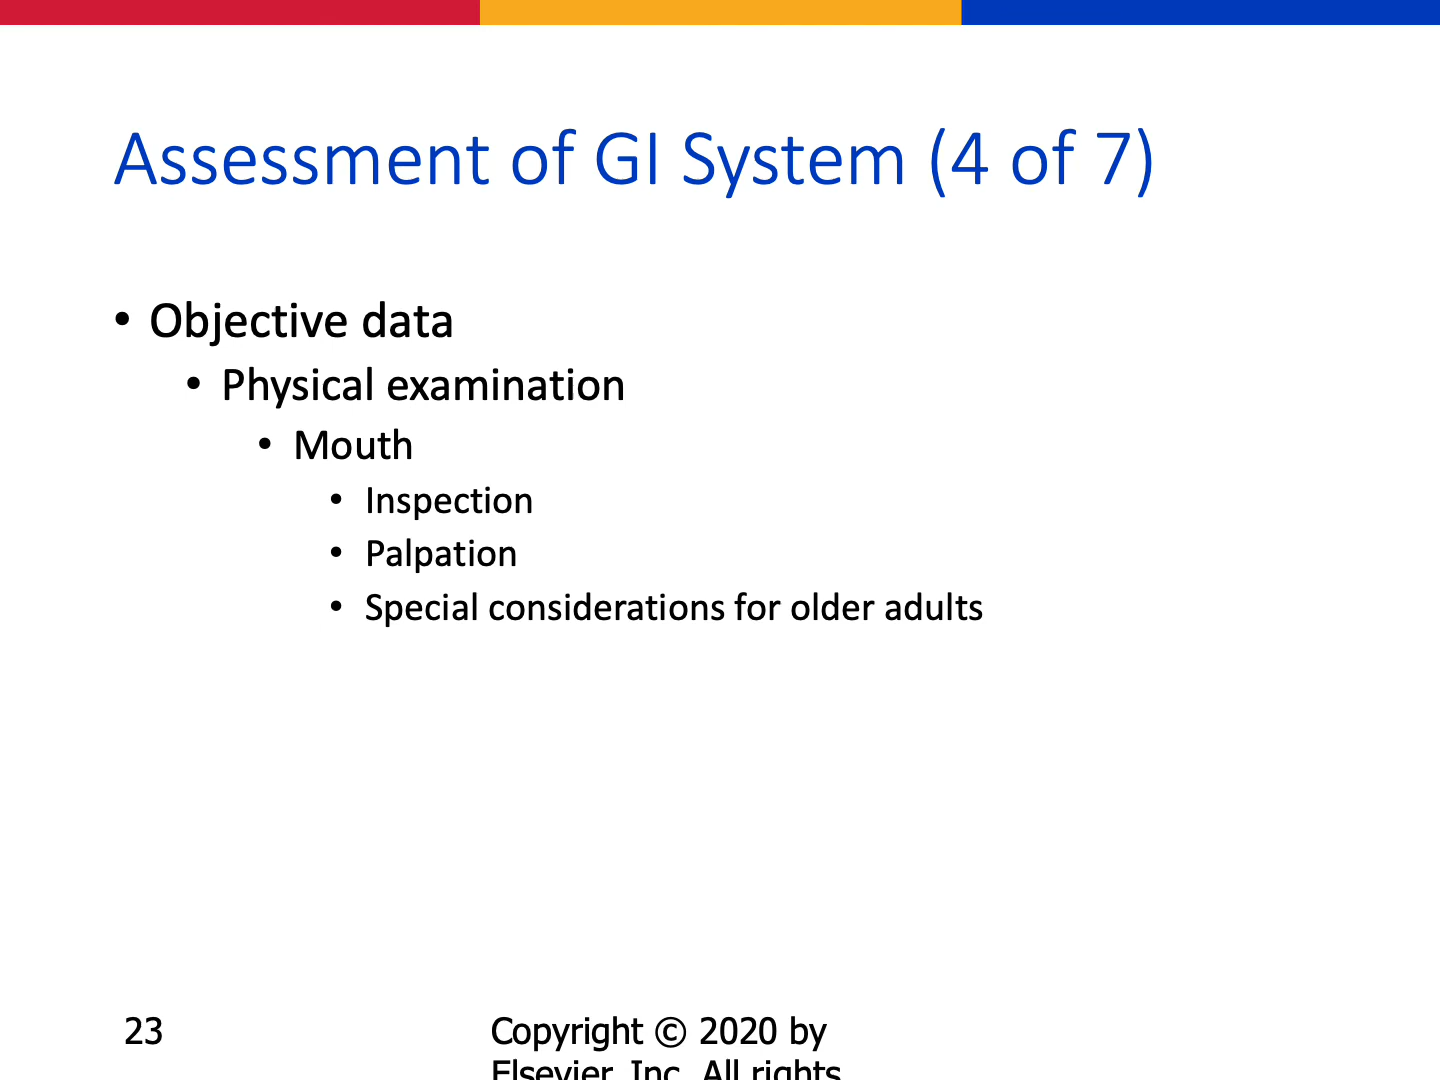 Assessment of GI System (4 of 7)
• Objective data
• Physical examination
• Mouth
• Inspection
• Palpation
• Special considerations for older adults
23
Copyright © 2020 by
Elsevier, Inc. All rights